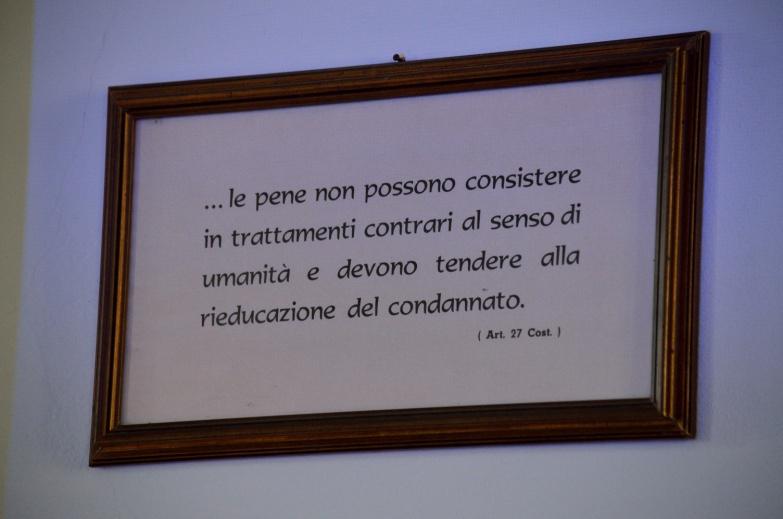 ...le pene non possono consistere
in trattamenti contrari al senso di
umanità e devono tendere alla
rieducazione del condannato.
( Art. 27 Cost. )